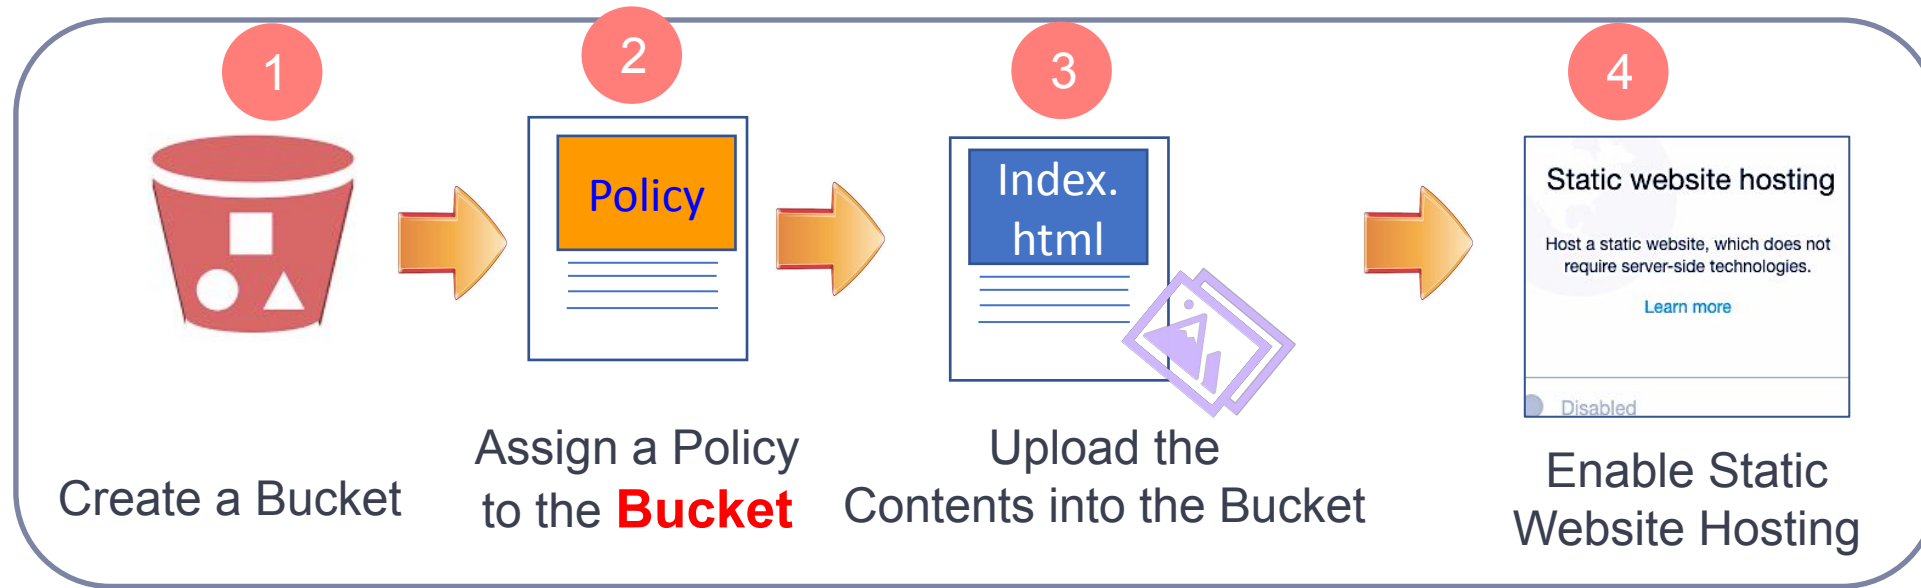 1
2
3
4
Policy
Index.
html
Static website hosting
Host a static website, which does not
require server-side technologies.
Learn more
Disabled
Create a Bucket
Assign a Policy
to the Bucket
Upload the
Contents into the Bucket
Enable Static
Website Hosting